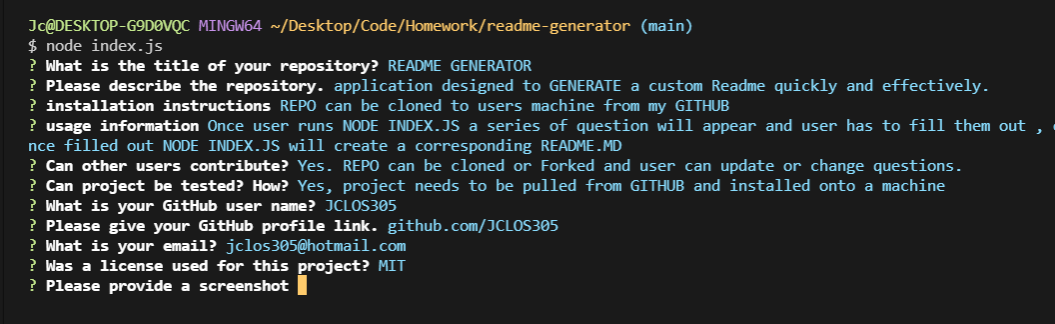 Jc@DESKTOP-G9D0VQC MINGW64 ~/Desktop/Code/Homework/readme-generator (main)
$ node index.js
? What is the title of your repository? README GENERATOR
? Please describe the repository. application designed to GENERATE a custom Readme quickly and effectively.
? installation instructions REPO can be cloned to users machine from my GITHUB
? usage information Once user runs NODE INDEX.JS a series of question will appear and user has to fill them out ,
nce filled out NODE INDEX.JS will create a corresponding README.MD
? Can other users contribute? Yes. REPO can be cloned or Forked and user can update or change questions.
? Can project be tested? How? Yes, project needs to be pulled from GITHUB and installed onto a machine
? What is your GitHub user name? JCLOS305
? Please give your GitHub profile link. github.com/JCLOS305
? What is your email? jclos305@hotmail.com
? Was a license used for this project? MIT
? Please provide a screenshot